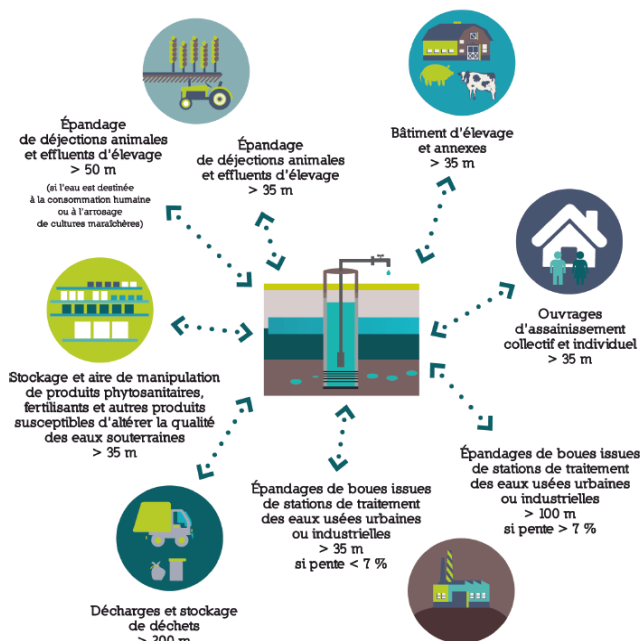 Épandage
de déjections animales
et effluents d'élevage
> 50 m
(si l'eau est destinée
à la consommation humaine
ou à l'arrosage
de cultures maraîchères)
Épandage
de déjections animales
et effluents d'élevage
> 35 m
Bâtiment d'élevage
et annexes
> 35 m
Ouvrages
d'assainissement
collectif et individuel
> 35 m
Stockage et aire de manipulation
de produits phytosanitaires,
fertilisants et autres produits
susceptibles d'altérer la qualité
des eaux souterraines
> 35 m
Épandages de boues issues
de stations de traitement
des eaux usées urbaines
ou industrielles
> 100 m
si pente > 7 %
Épandages de boues issues
de stations de traitement
des eaux usées urbaines
ou industrielles
> 35 m
si pente < 7 %
Décharges et stockage
de déchets
> 200 m